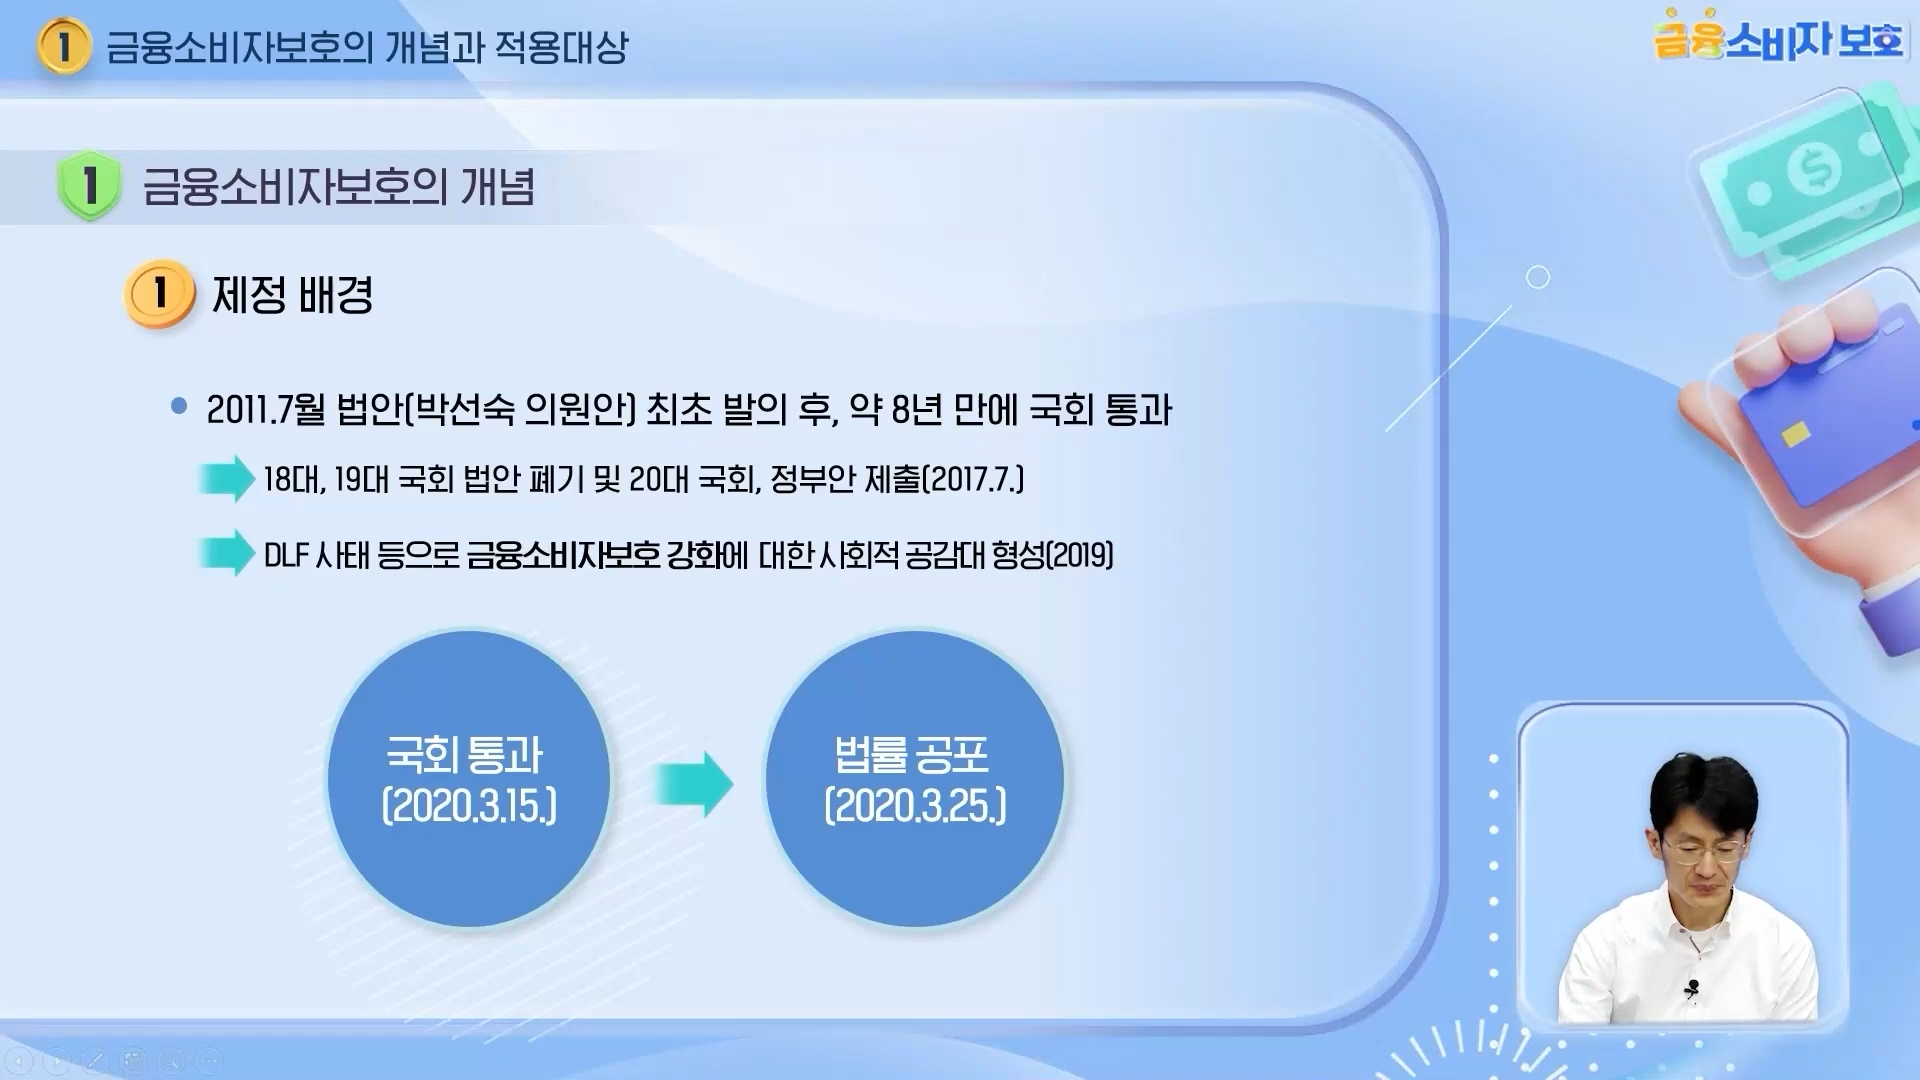 1 금융소비자보호의 개념과 적용대상
금융소비자 보호
1 금융소비자보호의 개념
1 제정 배경
• 2011.7월 법안(박선숙 의원안) 최초 발의 후, 약 8년 만에 국회 통과
18대, 19대 국회 법안 폐기 및 20대 국회, 정부안 제출(2017.7.)
DLF 사태 등으로 금융소비자보호 강화에 대한 사회적 공감대 형성(2019)
국회 통과
(2020.3.15.)
법률 공포
(2020.3.25.)